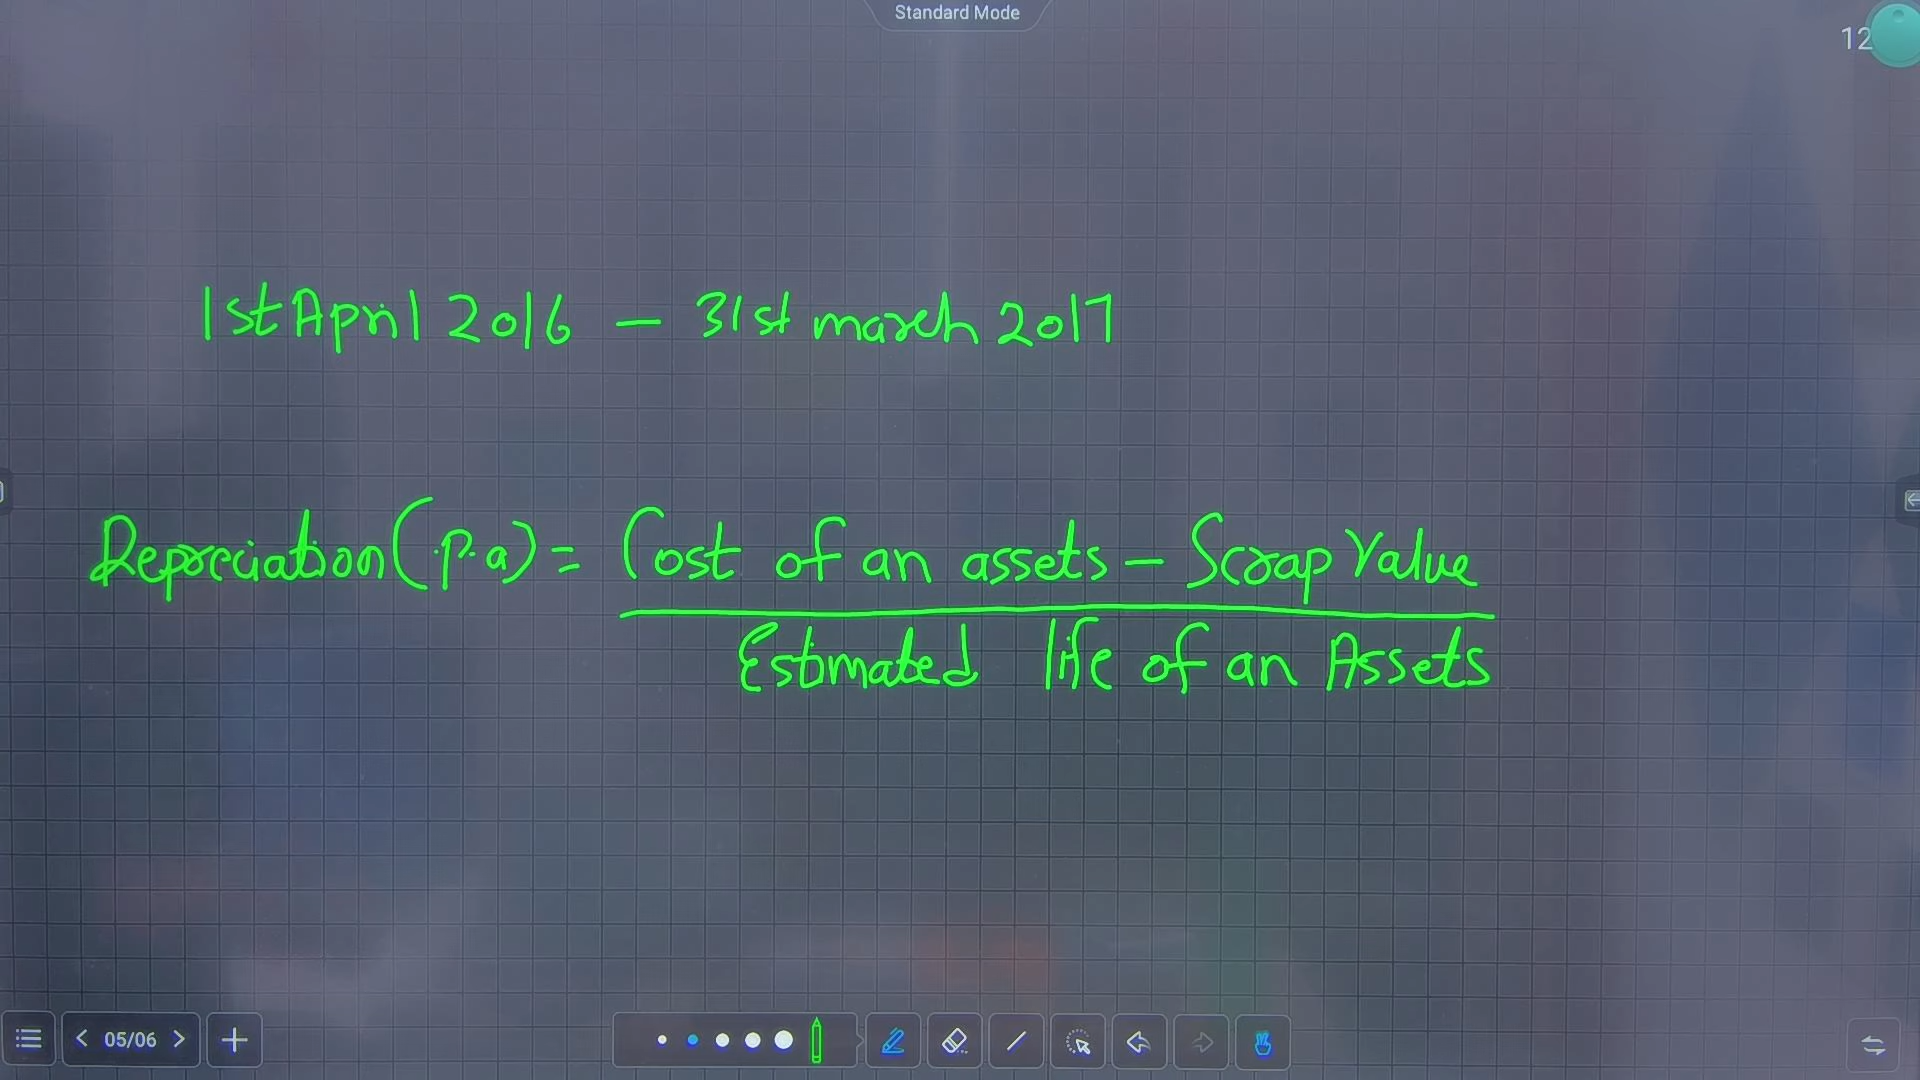 Standard Mode
12
1st April 2016 — 31st march 2017
Depreciation (p.a) = Cost of an assets — Scrap Value
Estimated life of an Assets
05/06